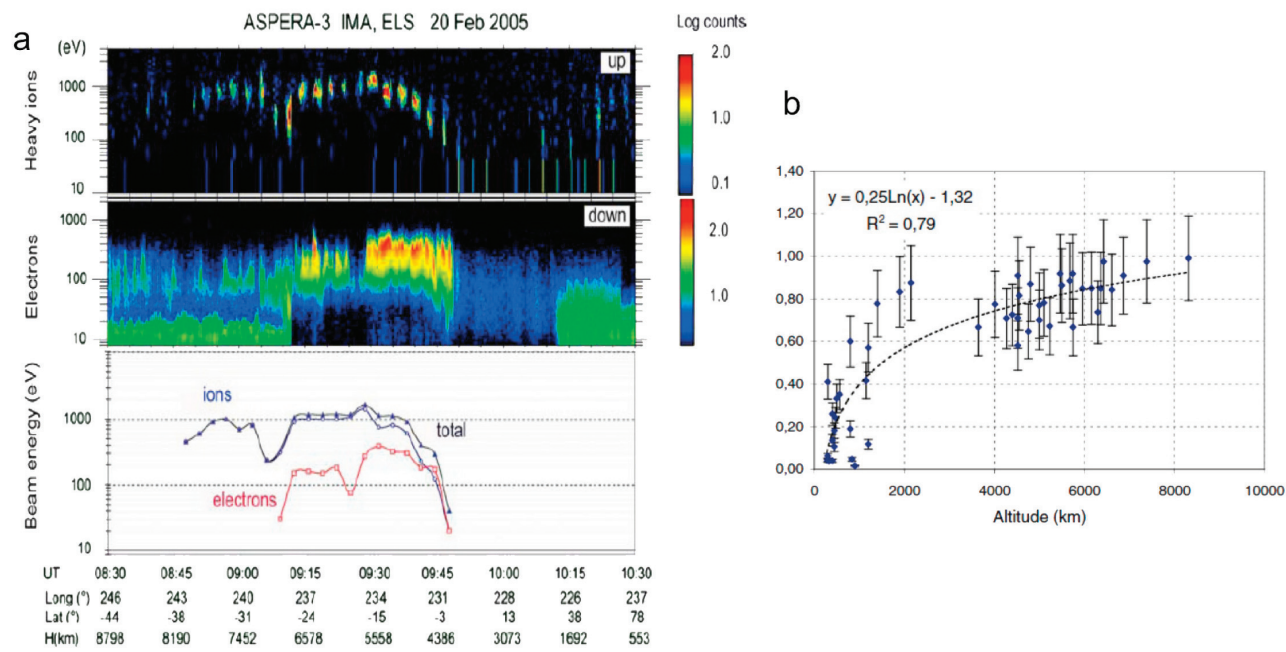 ASPERA-3 IMA, ELS 20 Feb 2005
Log counts
a
(eV)
up
Heavy ions
1000
100
10
2.0
1.0
0.1
down
Electrons
1000
100
10
2.0
1.0
Beam energy (eV)
1000
100
10
ions
total
electrons
UT 08:30 08:45 09:00 09:15 09:30 09:45 10:00 10:15 10:30
Long (°) 246 243 240 237 234 231 228 226 237
Lat (°) -44 -38 -31 -24 -15 -3 13 38 78
H(km) 8798 8190 7452 6578 5558 4386 3073 1692 553
b
y = 0,25Ln(x) - 1,32
R² = 0,79
1,40
1,20
1,00
0,80
0,60
0,40
0,20
0,00
0 2000 4000 6000 8000 10000
Altitude (km)